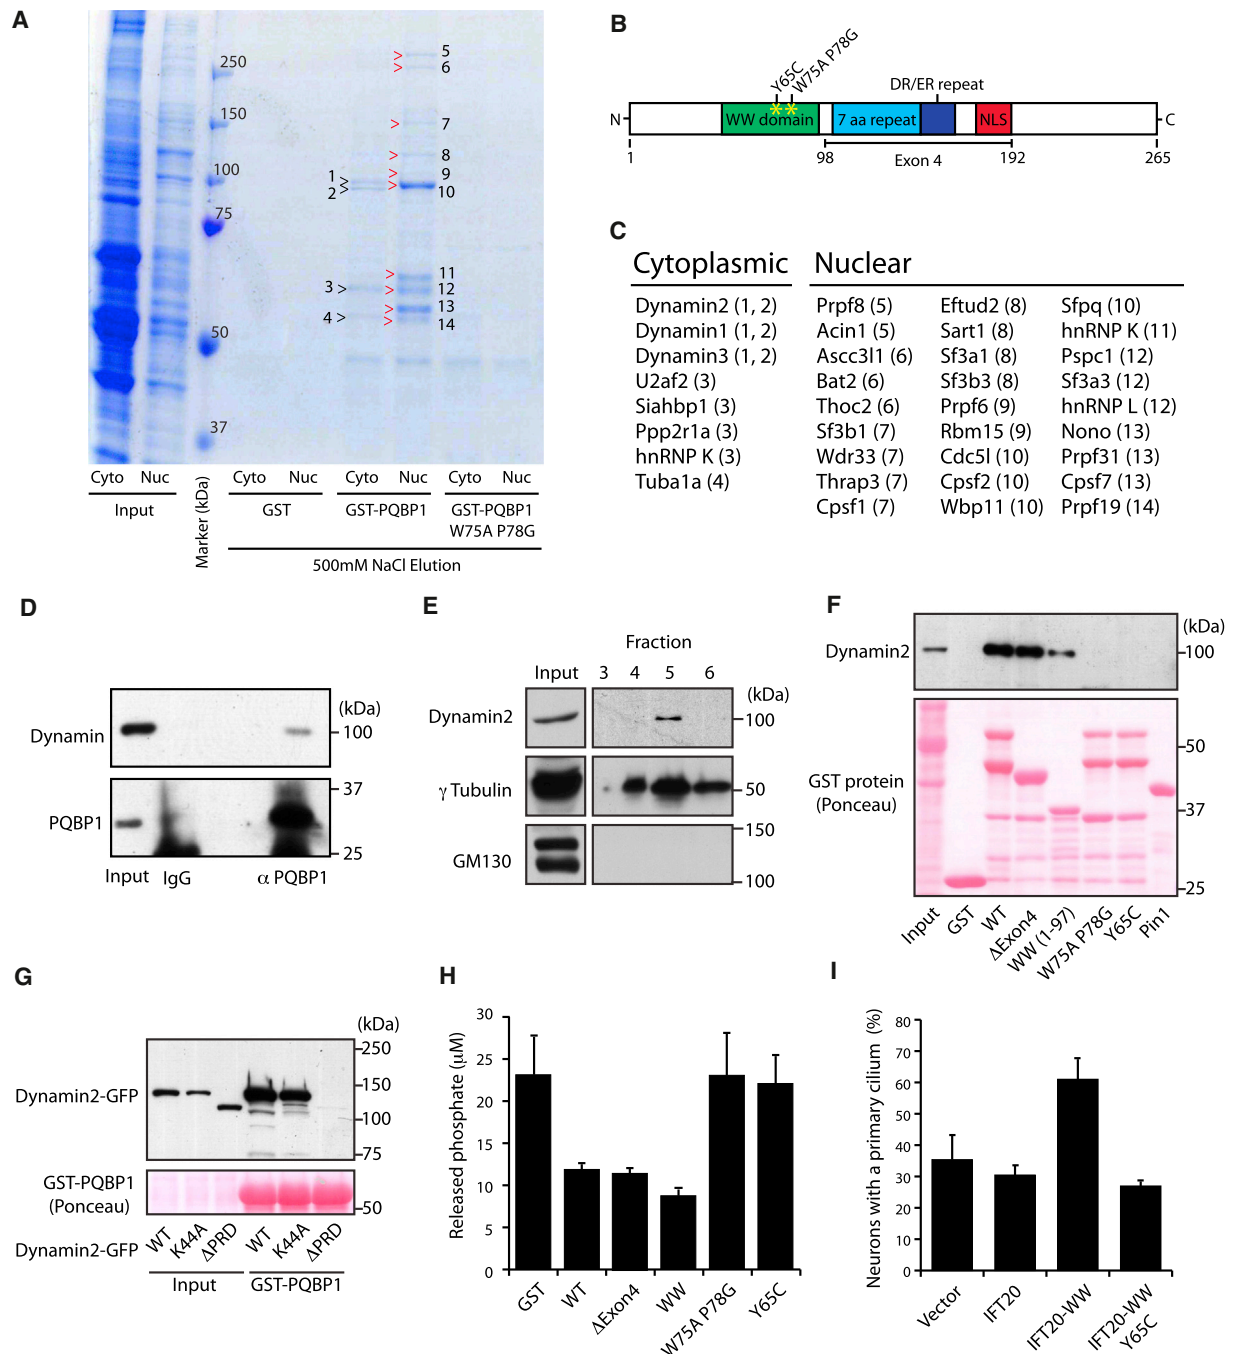 A
250
150
100
75
50
37
5
6
7
8
9
10
1
2
3
4
11
12
13
14
Cyto Nuc Cyto Nuc Cyto Nuc Cyto Nuc
Input
Marker (kDa)
GST
GST-PQBP1
GST-PQBP1
W75A P78G
500mM NaCl Elution
B
Y65C
W75A P78G
DR/ER repeat
N
WW domain
7 aa repeat
NLS
C
1
98
Exon 4
192
265
C
Cytoplasmic
Dynamin2 (1, 2)
Dynamin1 (1, 2)
Dynamin3 (1, 2)
U2af2 (3)
Siahbp1 (3)
Ppp2r1a (3)
hnRNP K (3)
Tuba1a (4)
Nuclear
Prpf8 (5)
Acin1 (5)
Ascc3l1 (6)
Bat2 (6)
Thoc2 (6)
Sf3b1 (7)
Wdr33 (7)
Thrap3 (7)
Cpsf1 (7)
Eftud2 (8)
Sart1 (8)
Sf3a1 (8)
Sf3b3 (8)
Prpf6 (9)
Rbm15 (9)
Cdc5l (10)
Cpsf2 (10)
Wbp11 (10)
Sfpq (10)
hnRNP K (11)
Pspc1 (12)
Sf3a3 (12)
hnRNP L (12)
Nono (13)
Prpf31 (13)
Cpsf7 (13)
Prpf19 (14)
D
(kDa)
Dynamin
100
37
PQBP1
25
Input
IgG
α PQBP1
E
Fraction
Input 3 4 5 6
(kDa)
Dynamin2
100
γ Tubulin
50
150
GM130
100
F
(kDa)
Dynamin2
100
50
GST protein
(Ponceau)
37
25
Input
GST
WT
ΔExon4
WW (1-97)
W75A P78G
Y65C
Pin1
G
(kDa)
250
Dynamin2-GFP
150
100
75
GST-PQBP1
(Ponceau)
50
Dynamin2-GFP
WT
K44A
ΔPRD
WT
K44A
ΔPRD
Input
GST-PQBP1
H
Released phosphate (μM)
30
25
20
15
10
5
0
GST
WT
ΔExon4
WW
W75A P78G
Y65C
I
Neurons with a primary cilium (%)
80
70
60
50
40
30
20
10
0
Vector
IFT20
IFT20-WW
IFT20-WW
Y65C